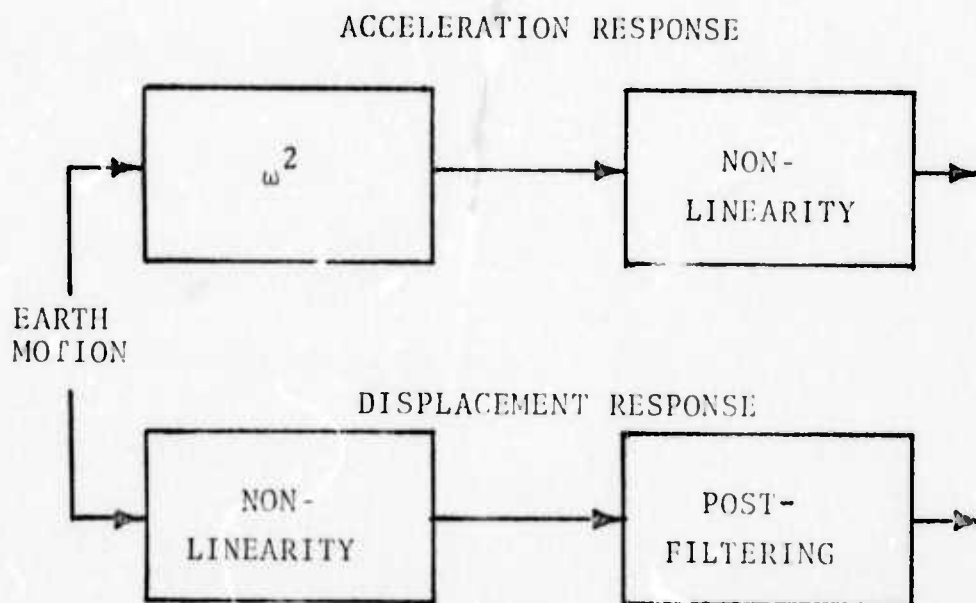 ACCELERATION RESPONSE
ω²
NON-
LINEARITY
EARTH
MOTION
DISPLACEMENT RESPONSE
NON-
LINEARITY
POST-
FILTERING